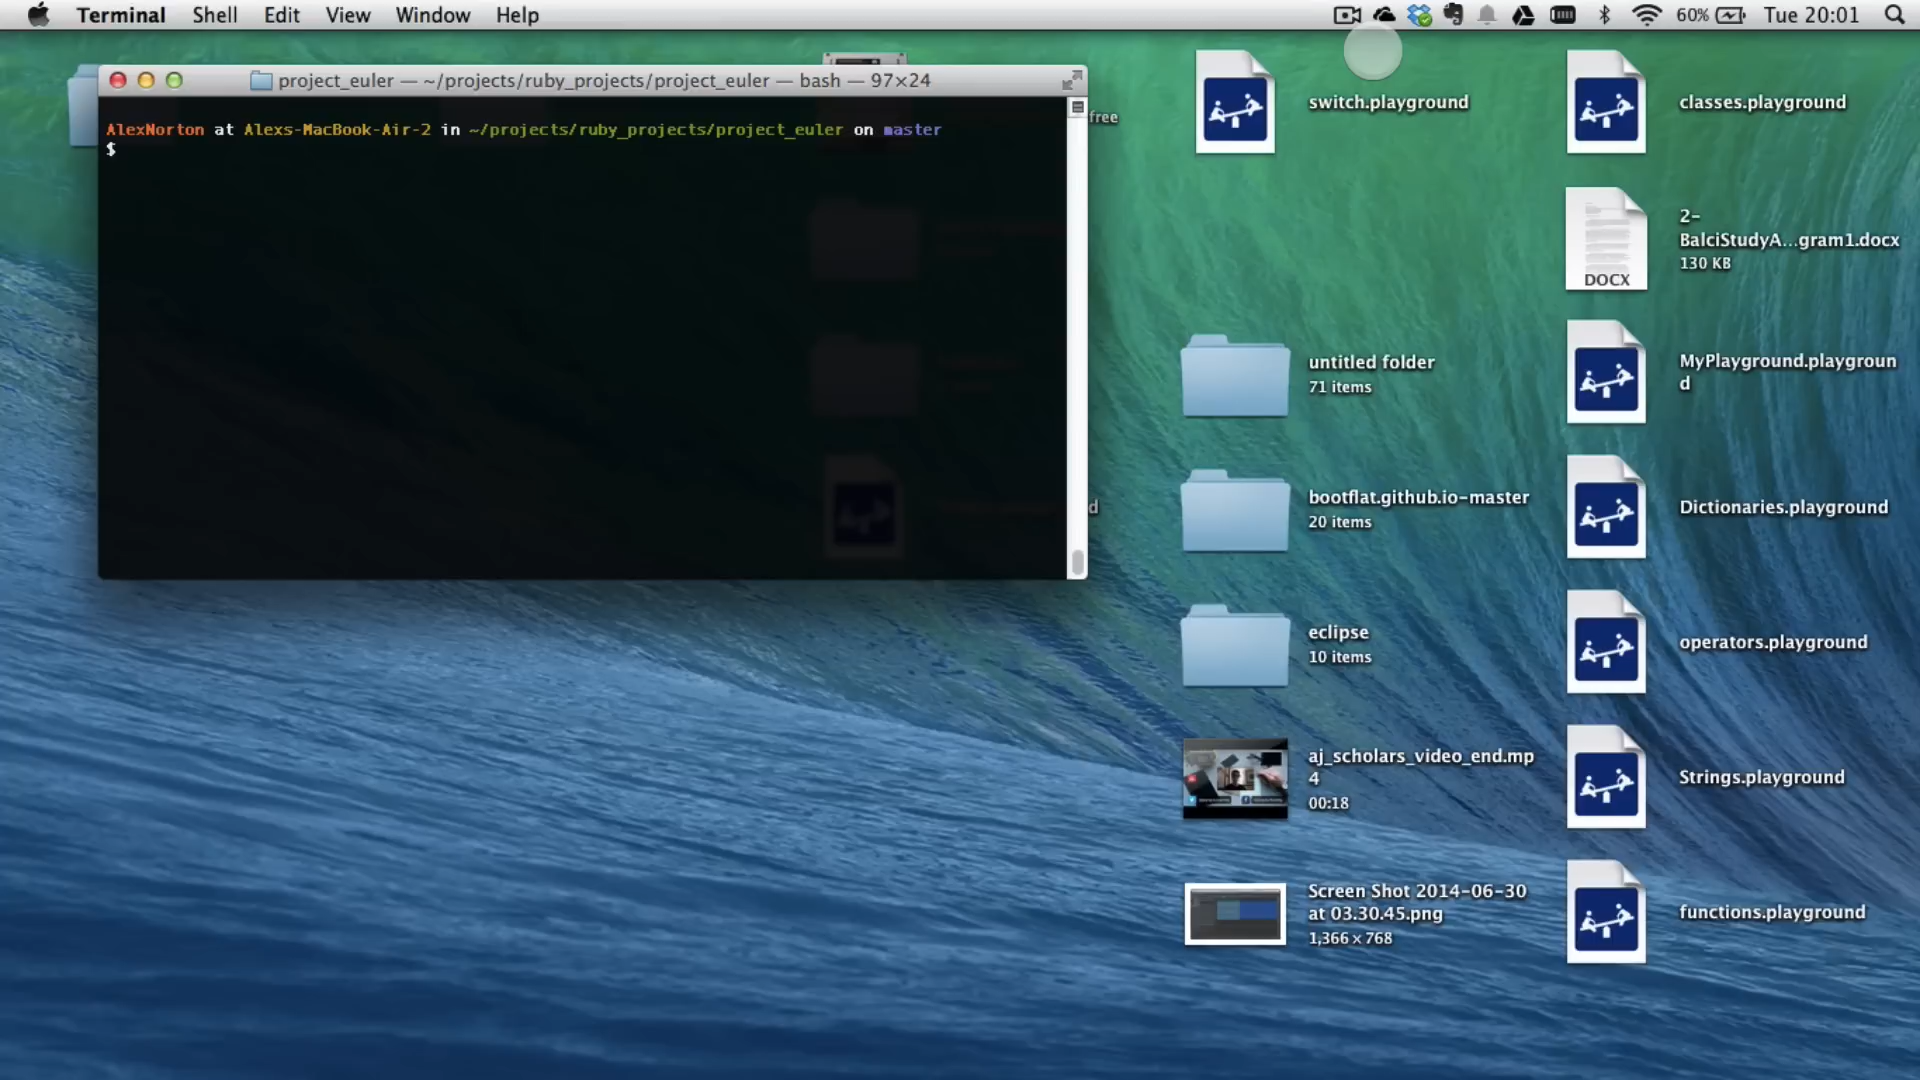 Terminal Shell Edit View Window Help 60% Tue 20:01
project_euler — ~/projects/ruby_projects/project_euler — bash — 97×24
AlexNorton at Alexs-MacBook-Air-2 in ~/projects/ruby_projects/project_euler on master
$
free
d
switch.playground
untitled folder
71 items
bootflat.github.io-master
20 items
eclipse
10 items
aj_scholars_video_end.mp
4
00:18
Screen Shot 2014-06-30
at 03.30.45.png
1,366 × 768
classes.playground
DOCX
2-
BalciStudyA...gram1.docx
130 KB
MyPlayground.playgroun
d
Dictionaries.playground
operators.playground
Strings.playground
functions.playground